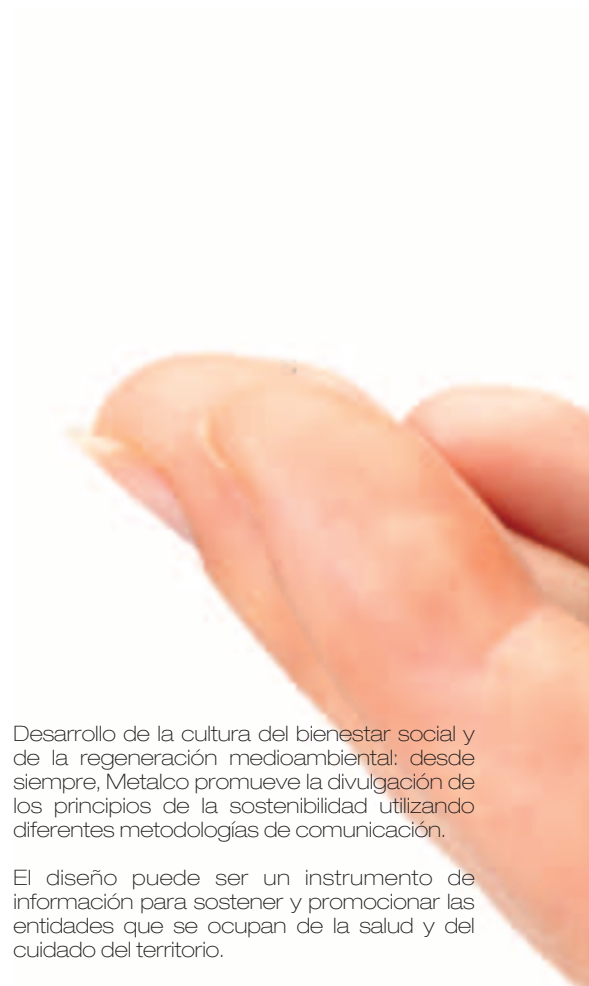 Desarrollo de la cultura del bienestar social y
de la regeneración medioambiental: desde
siempre, Metalco promueve la divulgación de
los principios de la sostenibilidad utilizando
diferentes metodologías de comunicación.
El diseño puede ser un instrumento de
información para sostener y promocionar las
entidades que se ocupan de la salud y del
cuidado del territorio.